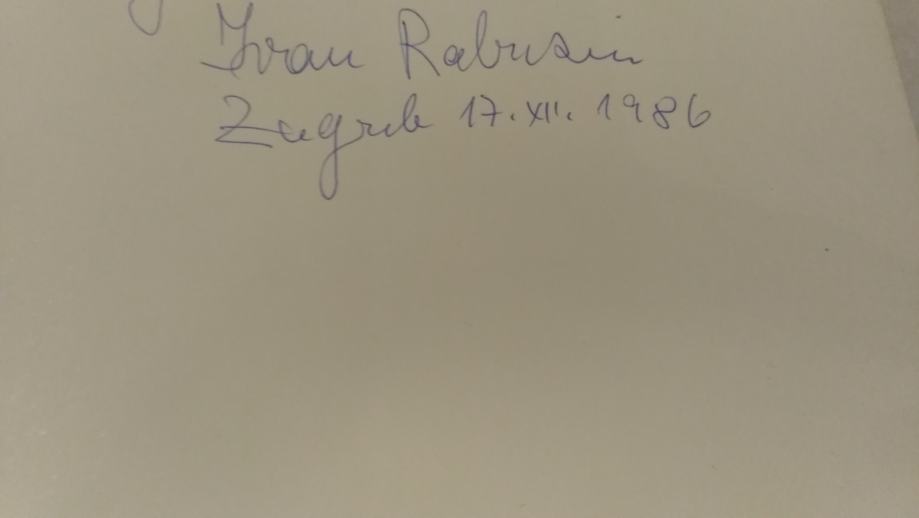 Ivan Rabuzin
Zagreb 17. XII. 1986